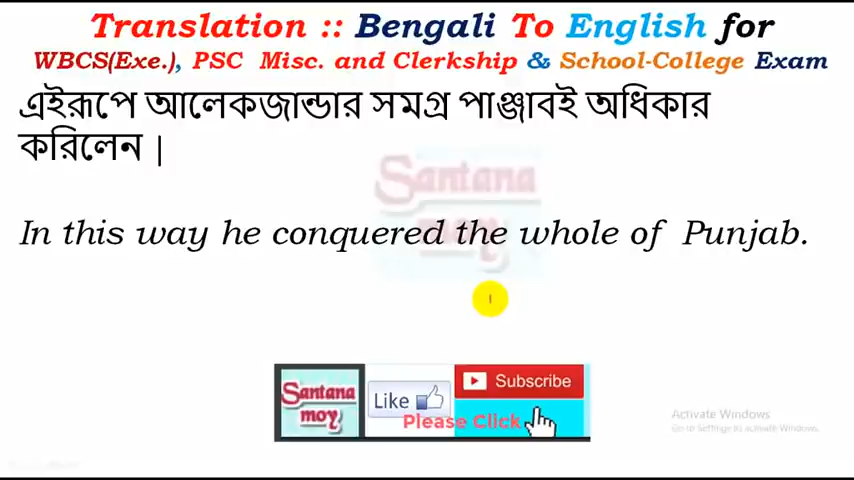 Translation :: Bengali To English for
WBCS(Exe.), PSC Misc. and Clerkship & School-College Exam
এইরূপে আলেকজান্ডার সমগ্র পাঞ্জাবই অধিকার
করিলেন |
Santana
moy
In this way he conquered the whole of Punjab.
Santana
moy
Like
Subscribe
Please Click
Activate Windows
Go to Settings to activate Windows.